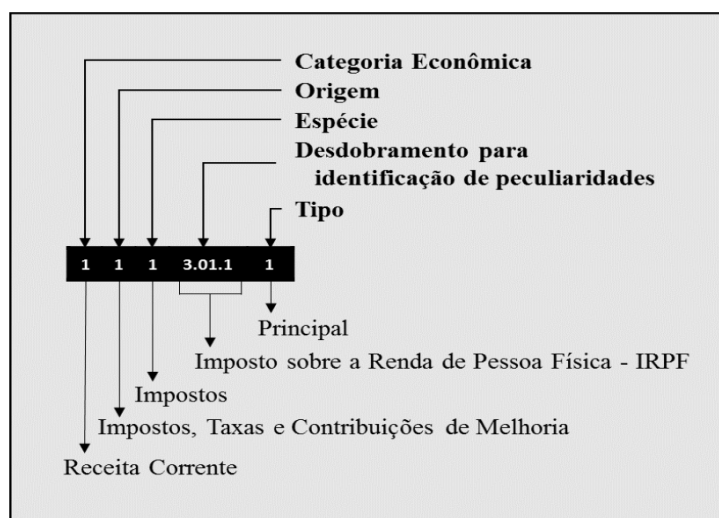 Categoria Econômica
Origem
Espécie
Desdobramento para
identificação de peculiaridades
Tipo
1 1 1 3.01.1 1
Principal
Imposto sobre a Renda de Pessoa Física - IRPF
Impostos
Impostos, Taxas e Contribuições de Melhoria
Receita Corrente